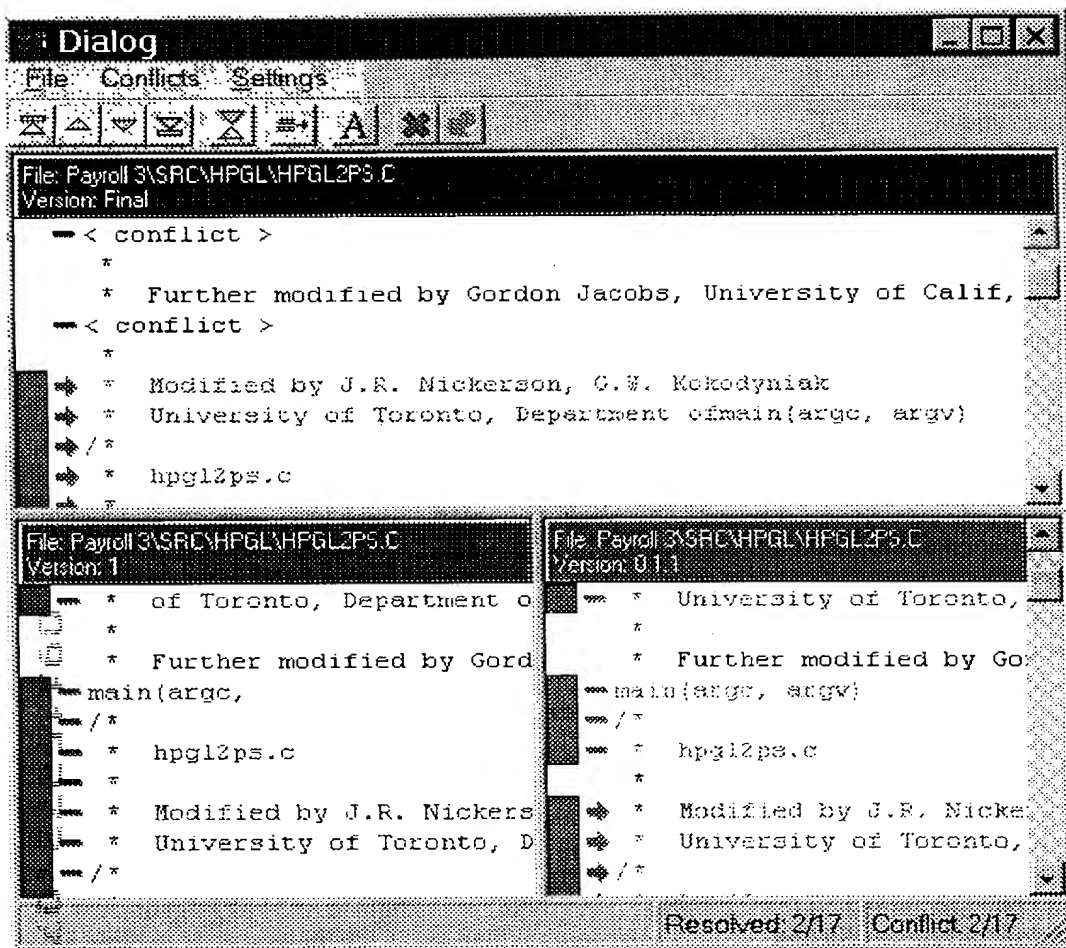 Dialog
File Conflicts Settings
A
File: Payroll 3\SRC\HPGL\HPGL2PS.C
Version: Final
< conflict >
*
* Further modified by Gordon Jacobs, University of Calif,
< conflict >
*
* Modified by J.R. Nickerson, G.W. Kokodyniak
* University of Toronto, Department ofmain(argc, argv)
/*
* hpgl2ps.c
*
File: Payroll 3\SRC\HPGL\HPGL2PS.C
Version: 1
* of Toronto, Department o
*
* Further modified by Gord
main(argc,
/*
* hpgl2ps.c
*
* Modified by J.R. Nickers
* University of Toronto, D
/*
File: Payroll 3\SRC\HPGL\HPGL2PS.C
Version: 0.1.1
* University of Toronto,
*
* Further modified by Go
main(argc, argv)
/*
* hpgl2ps.c
*
* Modified by J.R. Nicke
* University of Toronto,
/*
Resolved: 2/17 Conflict: 2/17